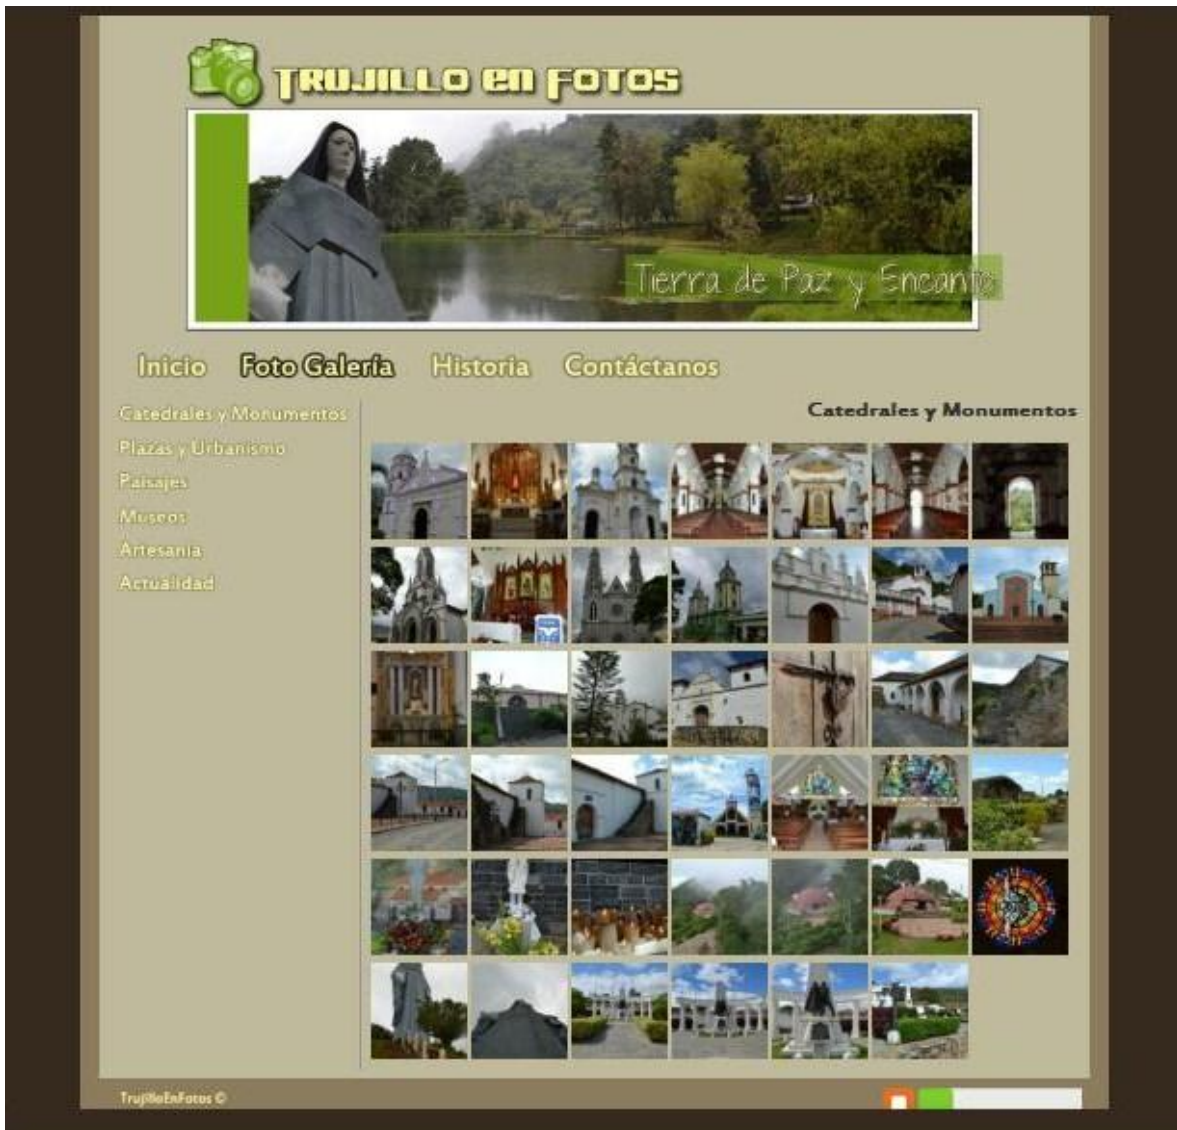 Trujillo en Fotos
Tierra de Paz y Encanto
Inicio Foto Galería Historia Contáctanos
Catedrales y Monumentos
Plazas y Urbanismo
Paisajes
Museos
Artesania
Actualidad
Catedrales y Monumentos
TrujilloEnFotos ©